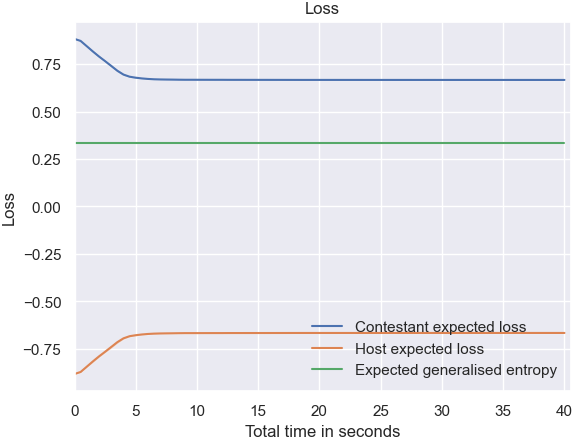 Loss
Loss
0.75
0.50
0.25
0.00
−0.25
−0.50
−0.75
Contestant expected loss
Host expected loss
Expected generalised entropy
0 5 10 15 20 25 30 35 40
Total time in seconds